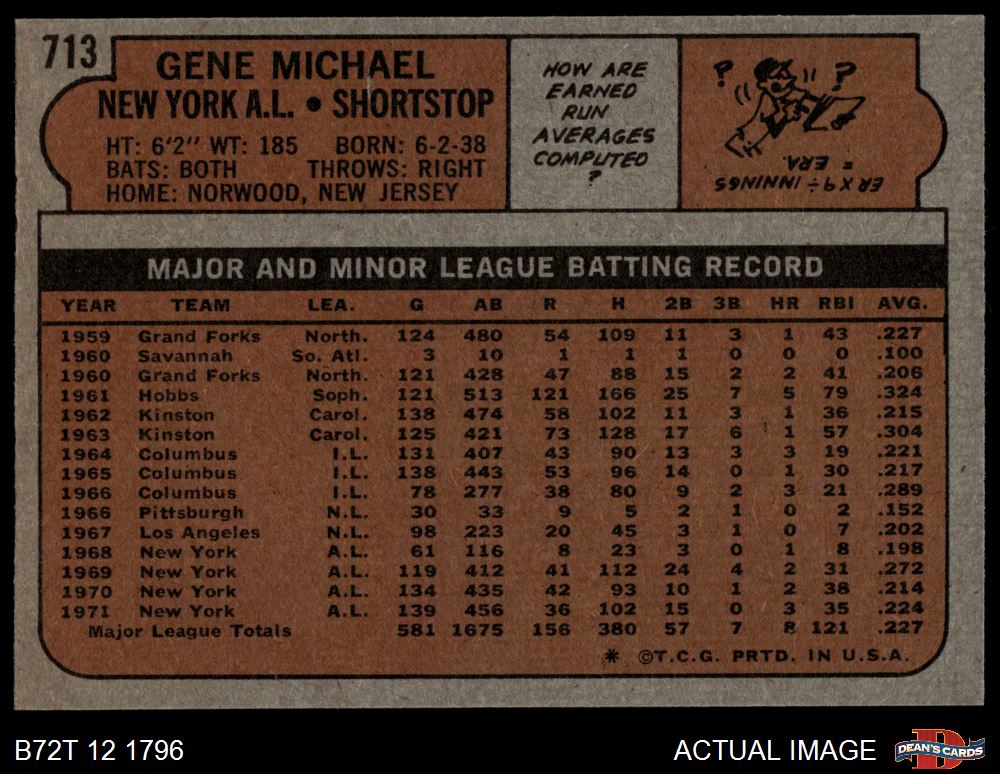 713
GENE MICHAEL
NEW YORK A.L. • SHORTSTOP
HT: 6'2" WT: 185 BORN: 6-2-38
BATS: BOTH THROWS: RIGHT
HOME: NORWOOD, NEW JERSEY
HOW ARE
EARNED
RUN
AVERAGES
COMPUTED
?
? ?
ER X 9 ÷ INNINGS
= ERA.
MAJOR AND MINOR LEAGUE BATTING RECORD
YEAR TEAM LEA. G AB R H 2B 3B HR RBI AVG.
1959 Grand Forks North. 124 480 54 109 11 3 1 43 .227
1960 Savannah So. Atl. 3 10 1 1 1 0 0 0 .100
1960 Grand Forks North. 121 428 47 88 15 2 2 41 .206
1961 Hobbs Soph. 121 513 121 166 25 7 5 79 .324
1962 Kinston Carol. 138 474 58 102 11 3 1 36 .215
1963 Kinston Carol. 125 421 73 128 17 6 1 57 .304
1964 Columbus I.L. 131 407 43 90 13 3 3 19 .221
1965 Columbus I.L. 138 443 53 96 14 0 1 30 .217
1966 Columbus I.L. 78 277 38 80 9 2 3 21 .289
1966 Pittsburgh N.L. 30 33 9 5 2 1 0 2 .152
1967 Los Angeles N.L. 98 223 20 45 3 1 0 7 .202
1968 New York A.L. 61 116 8 23 3 0 1 8 .198
1969 New York A.L. 119 412 41 112 24 4 2 31 .272
1970 New York A.L. 134 435 42 93 10 1 2 38 .214
1971 New York A.L. 139 456 36 102 15 0 3 35 .224
Major League Totals 581 1675 156 380 57 7 8 121 .227
* ©T.C.G. PRTD. IN U.S.A.
B72T 12 1796
ACTUAL IMAGE
DEAN'S CARDS